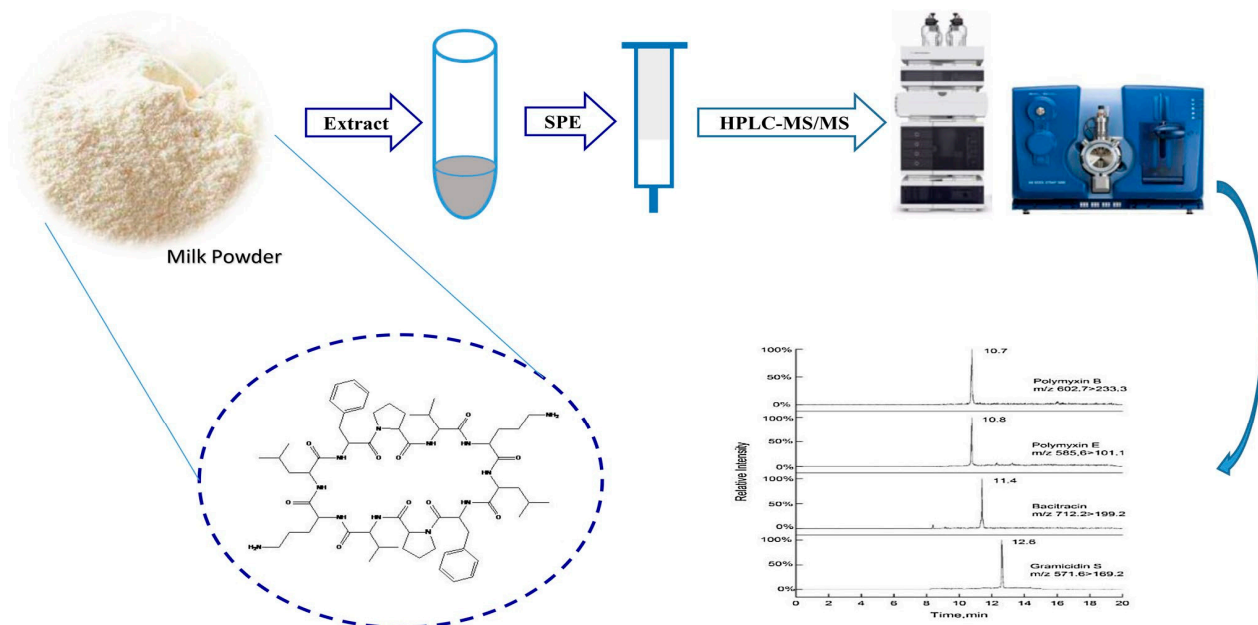 Extract
SPE
HPLC-MS/MS
Milk Powder
NH₂
N
O
O
NH
O
NH
NH
O
O
NH
NH
O
O
NH
O
NH
O
O
NH
NH
O
N
O
H₂N
100%
50%
0%
10.7
Polymyxin B
m/z 602.7>233.3
100%
50%
0%
10.8
Polymyxin E
m/z 585,6>101.1
100%
50%
0%
11.4
Bacitracin
m/z 712.2>199.2
100%
50%
0%
12.6
Gramicidin S
m/z 571.6>169.2
Relative Intensity
0 2 4 6 8 10 12 14 16 18 20
Time,min